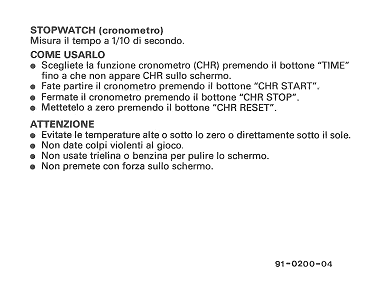 STOPWATCH (cronometro)
Misura il tempo a 1/10 di secondo.
COME USARLO
● Scegliete la funzione cronometro (CHR) premendo il bottone “TIME”
fino a che non appare CHR sullo schermo.
● Fate partire il cronometro premendo il bottone “CHR START”.
● Fermate il cronometro premendo il bottone “CHR STOP”.
● Mettetelo a zero premendo il bottone “CHR RESET”.
ATTENZIONE
● Evitate le temperature alte o sotto lo zero o direttamente sotto il sole.
● Non date colpi violenti al gioco.
● Non usate trielina o benzina per pulire lo schermo.
● Non premete con forza sullo schermo.
91-0200-04